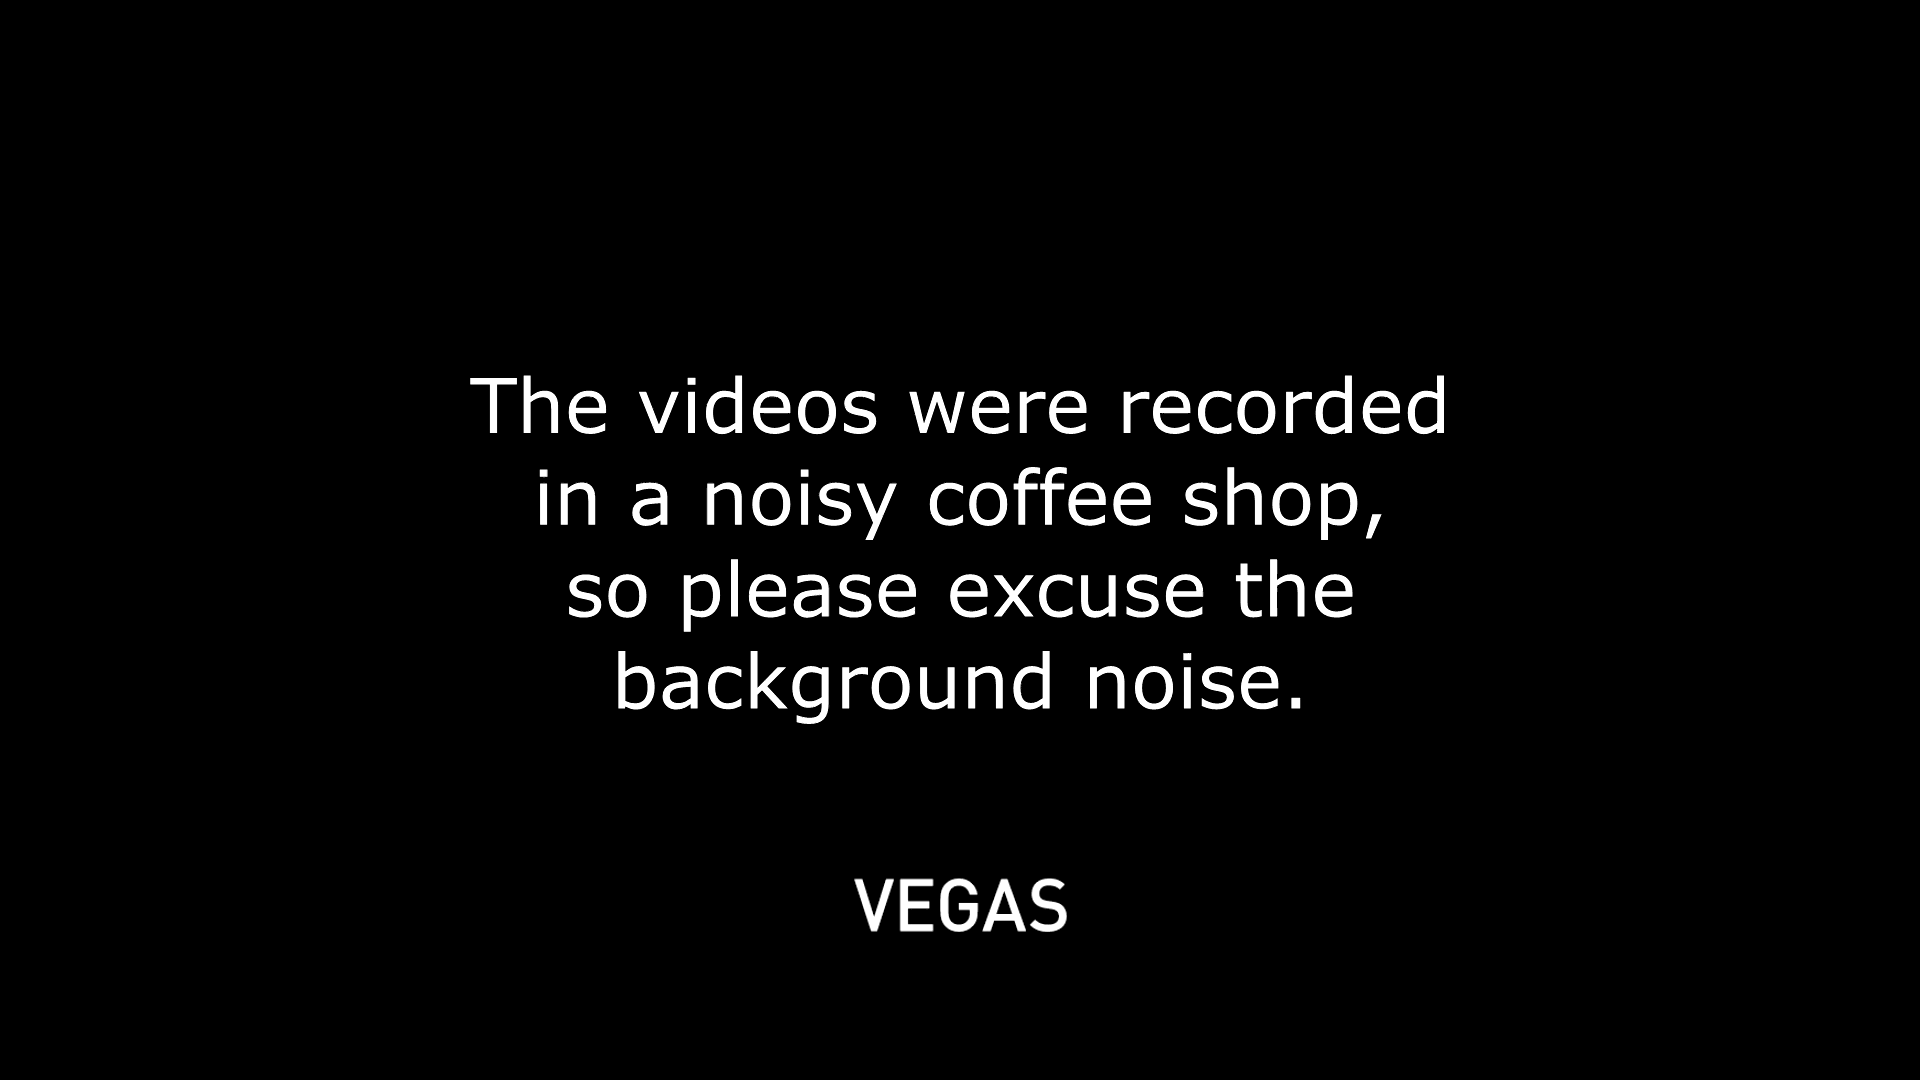 The videos were recorded
in a noisy coffee shop,
so please excuse the
background noise.
VEGAS